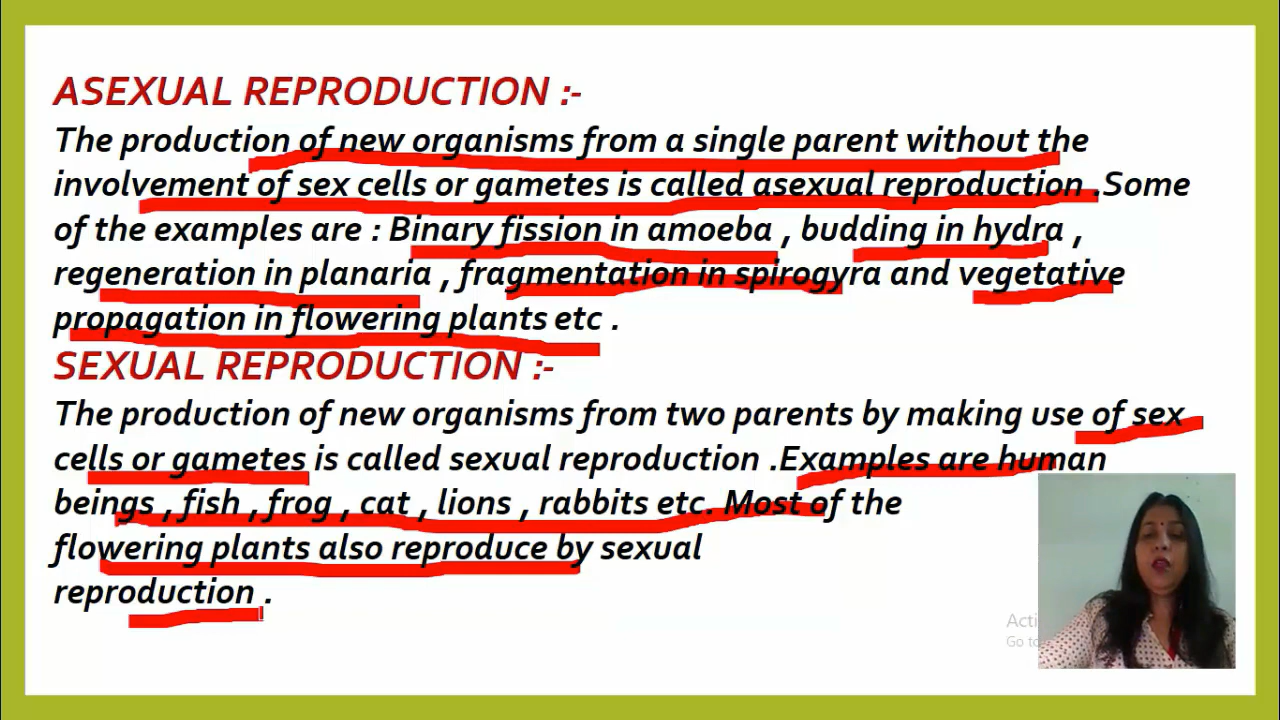 ASEXUAL REPRODUCTION :-
The production of new organisms from a single parent without the
involvement of sex cells or gametes is called asexual reproduction .Some
of the examples are : Binary fission in amoeba , budding in hydra ,
regeneration in planaria , fragmentation in spirogyra and vegetative
propagation in flowering plants etc .
SEXUAL REPRODUCTION :-
The production of new organisms from two parents by making use of sex
cells or gametes is called sexual reproduction .Examples are human
beings , fish , frog , cat , lions , rabbits etc. Most of the
flowering plants also reproduce by sexual
reproduction .
Go to